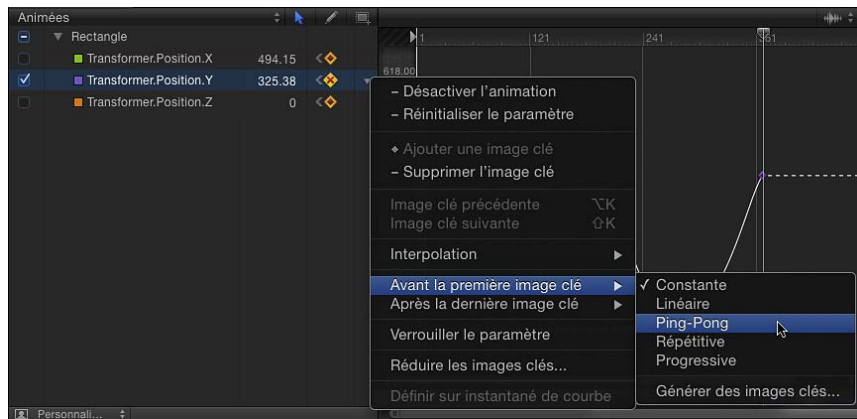 Animées
Rectangle
Transformer.Position.X 494.15
Transformer.Position.Y 325.38
Transformer.Position.Z 0
1 121 241 361
618.00
– Désactiver l'animation
– Réinitialiser le paramètre
Ajouter une image clé
– Supprimer l'image clé
Image clé précédente ⌥K
Image clé suivante ⇧K
Interpolation
Avant la première image clé
Après la dernière image clé
Verrouiller le paramètre
Réduire les images clés...
Définir sur instantané de courbe
✓ Constante
Linéaire
Ping-Pong
Répétitive
Progressive
Générer des images clés...
Personnali...